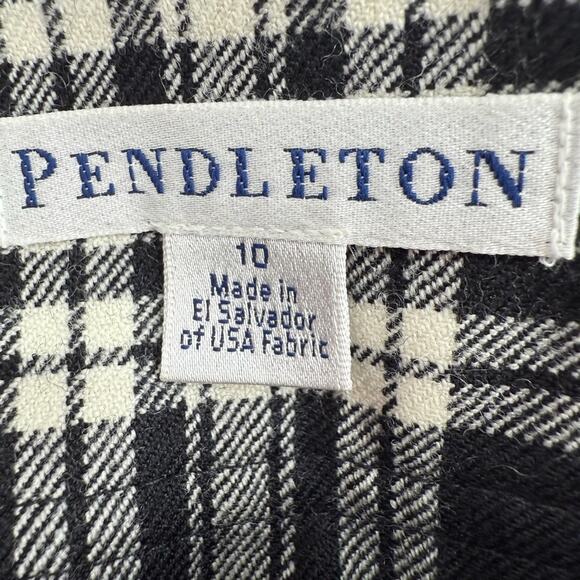 PENDLETON
10
Made in
El Salvador
of USA Fabric